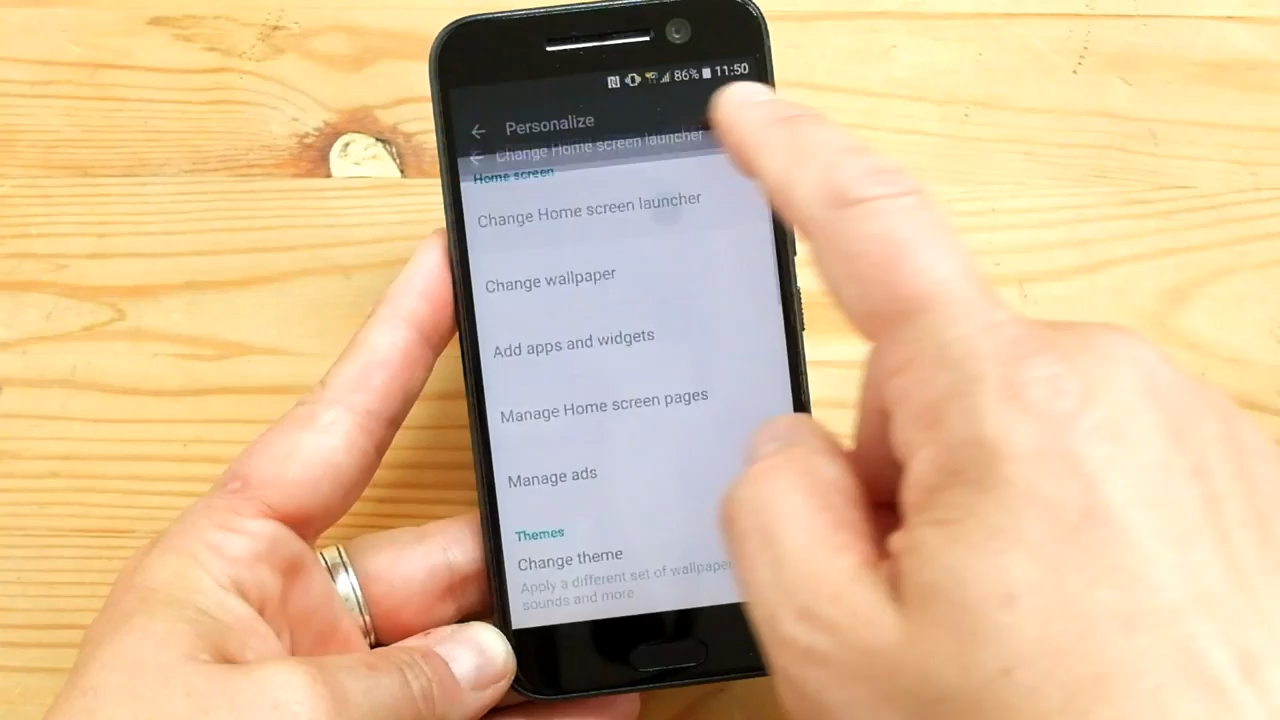 86% 11:50
Personalize
Change Home screen launcher
Home screen
Change Home screen launcher
Change wallpaper
Add apps and widgets
Manage Home screen pages
Manage ads
Themes
Change theme
Apply a different set of wallpaper
sounds and more